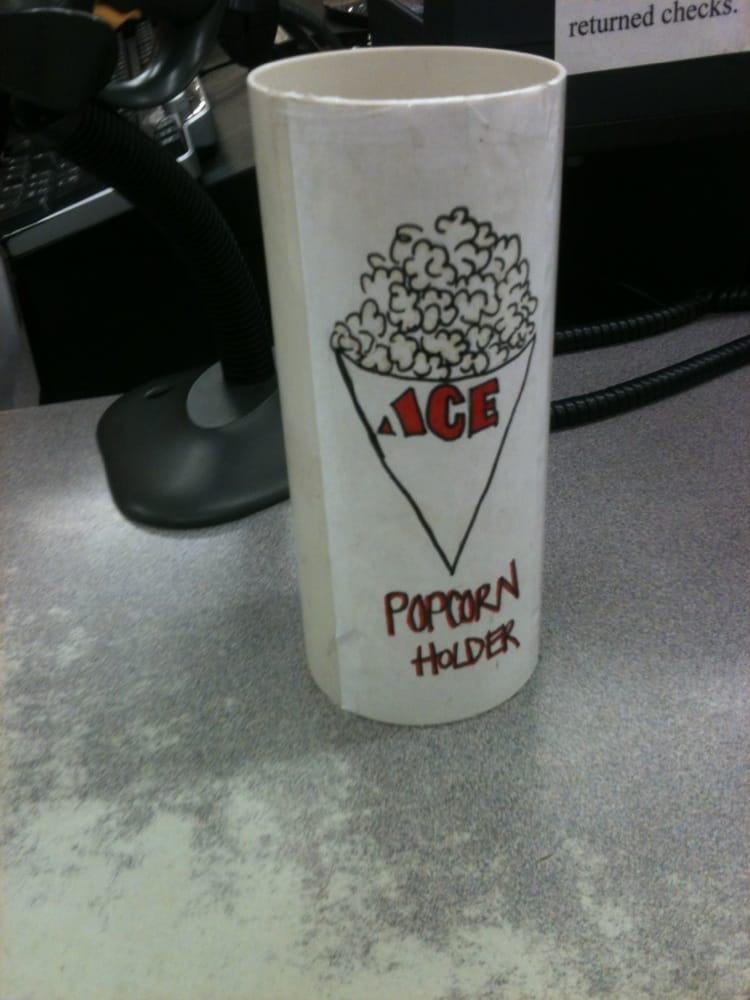 returned checks.
ACE
POPCORN
HOLDER